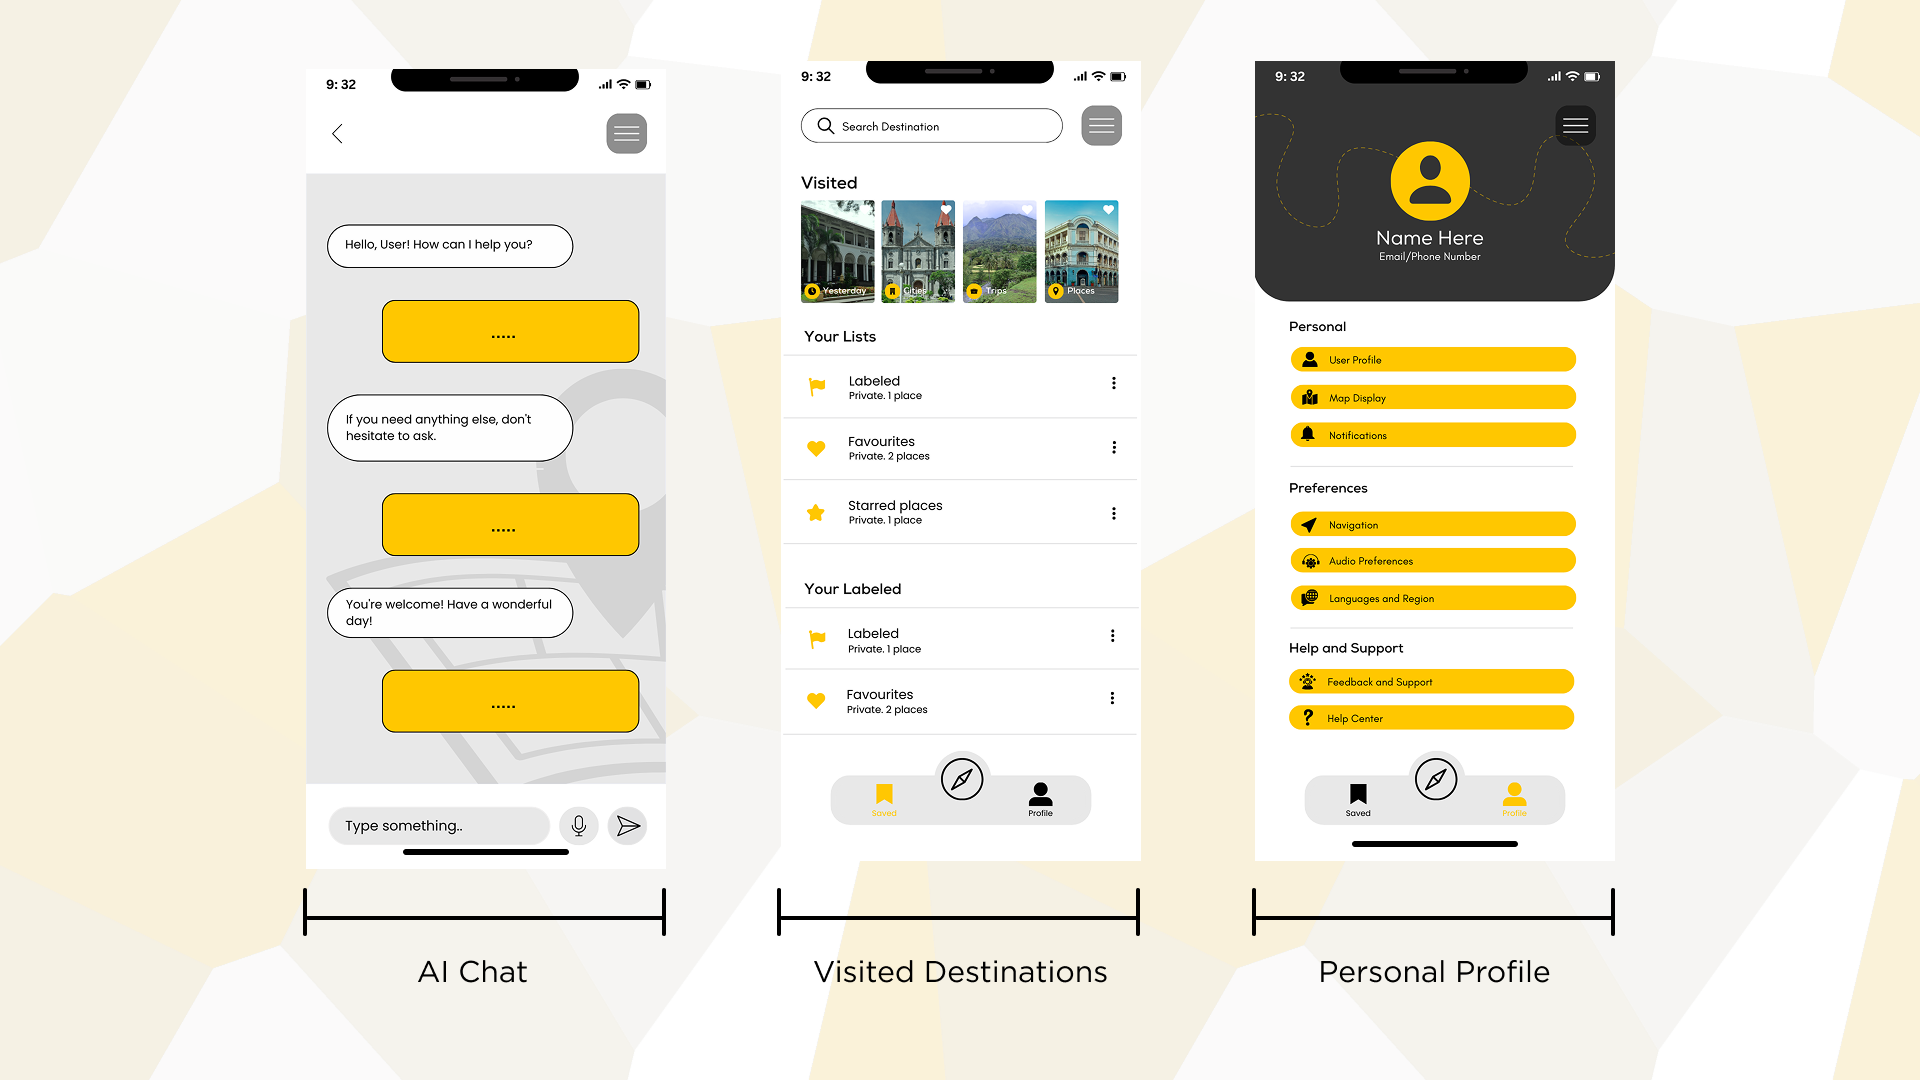 9: 32
Hello, User! How can I help you?
.....
If you need anything else, don't
hesitate to ask.
.....
You're welcome! Have a wonderful
day!
.....
Type something..
AI Chat
9: 32
Search Destination
Visited
Yesterday
Cities
Trips
Places
Your Lists
Labeled
Private. 1 place
Favourites
Private. 2 places
Starred places
Private. 1 place
Your Labeled
Labeled
Private. 1 place
Favourites
Private. 2 places
Saved
Profile
Visited Destinations
9: 32
Name Here
Email/Phone Number
Personal
User Profile
Map Display
Notifications
Preferences
Navigation
Audio Preferences
Languages and Region
Help and Support
Feedback and Support
Help Center
Saved
Profile
Personal Profile